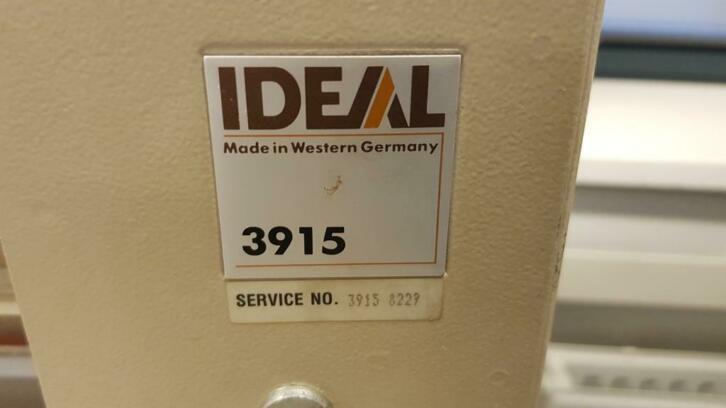 IDEAL
Made in Western Germany
3915
SERVICE NO. 3915 8229